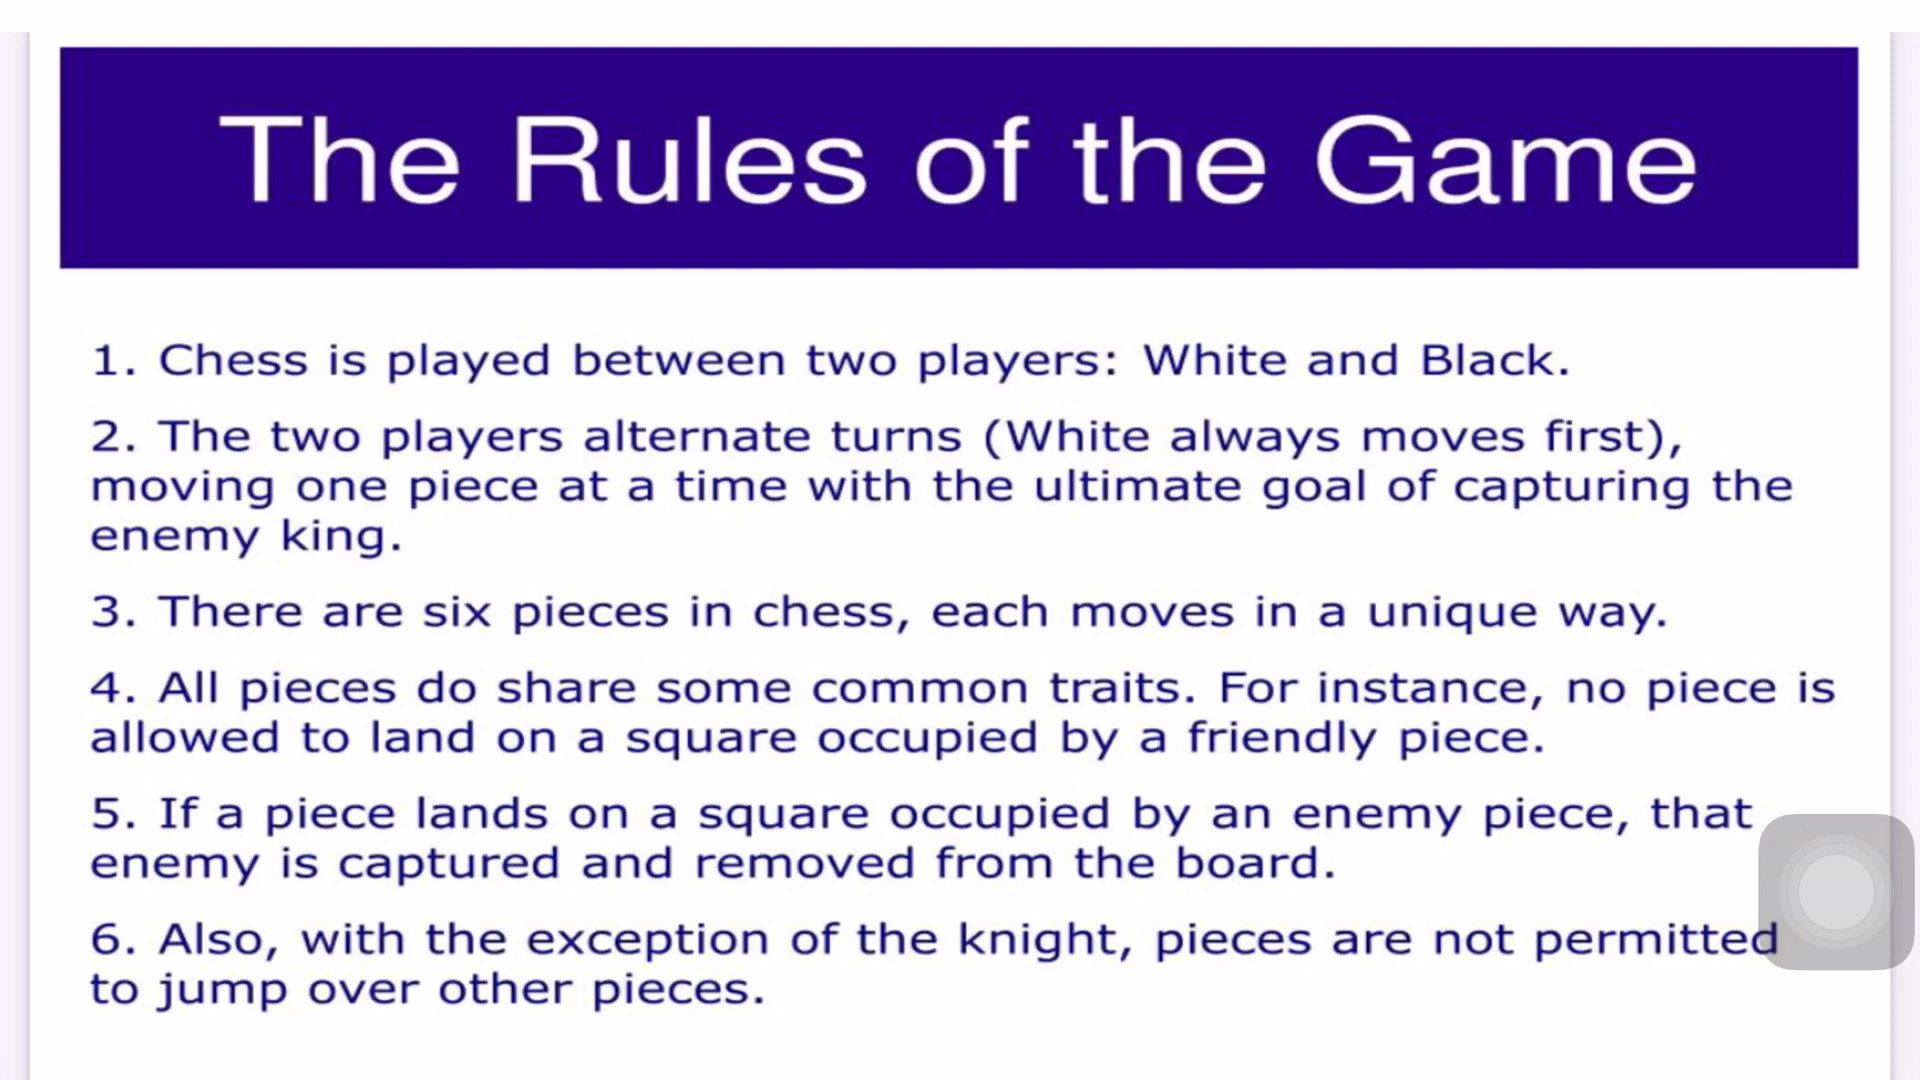 The Rules of the Game
1. Chess is played between two players: White and Black.
2. The two players alternate turns (White always moves first),
moving one piece at a time with the ultimate goal of capturing the
enemy king.
3. There are six pieces in chess, each moves in a unique way.
4. All pieces do share some common traits. For instance, no piece is
allowed to land on a square occupied by a friendly piece.
5. If a piece lands on a square occupied by an enemy piece, that
enemy is captured and removed from the board.
6. Also, with the exception of the knight, pieces are not permitted
to jump over other pieces.